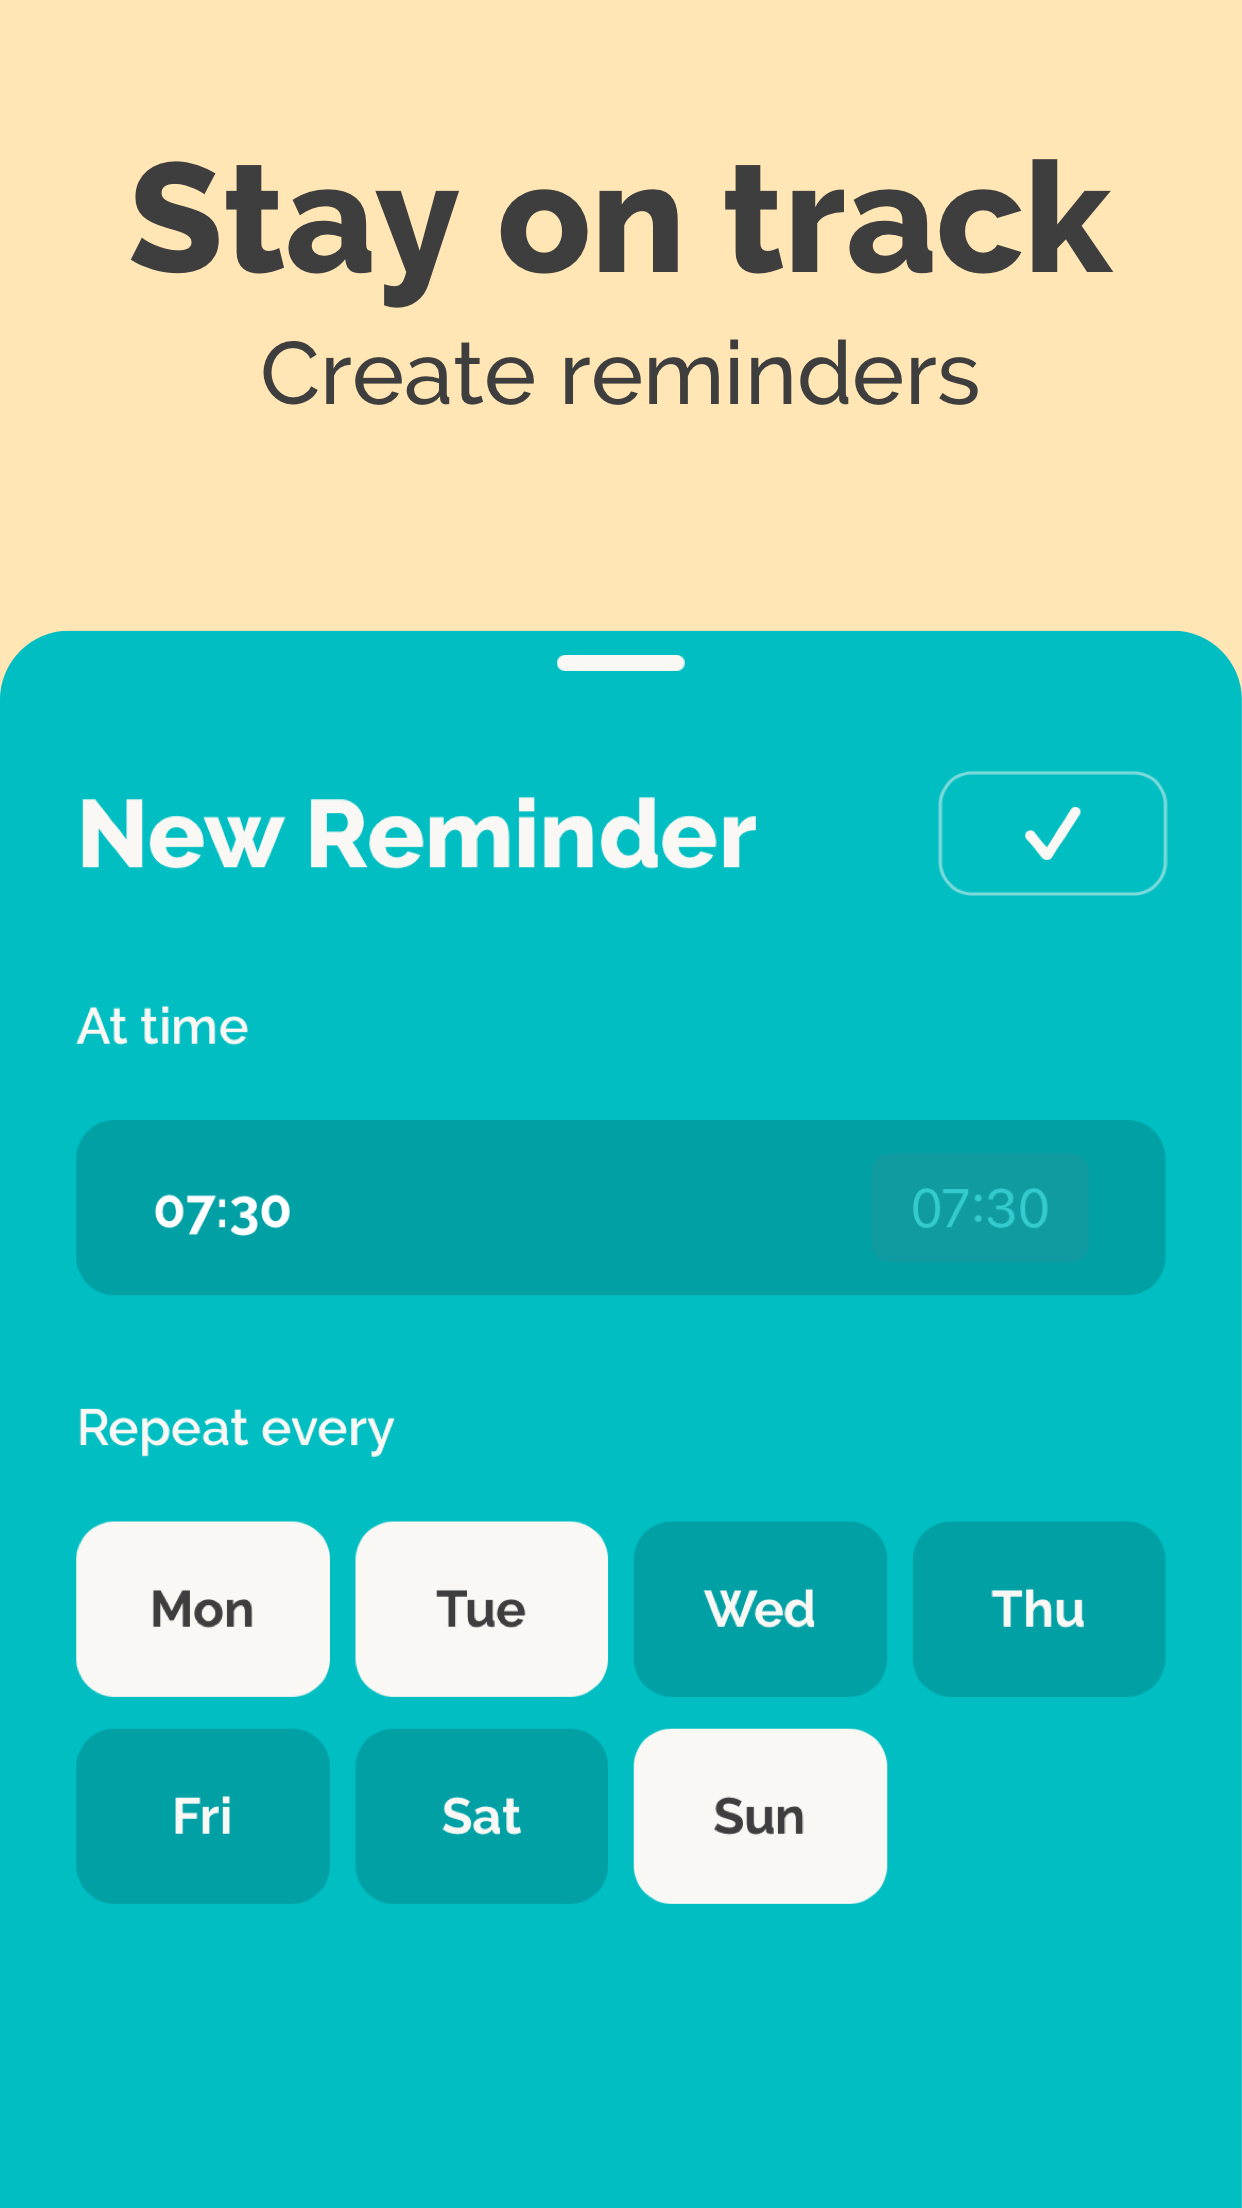 Stay on track
Create reminders
New Reminder
At time
07:30 07:30
Repeat every
Mon Tue Wed Thu
Fri Sat Sun